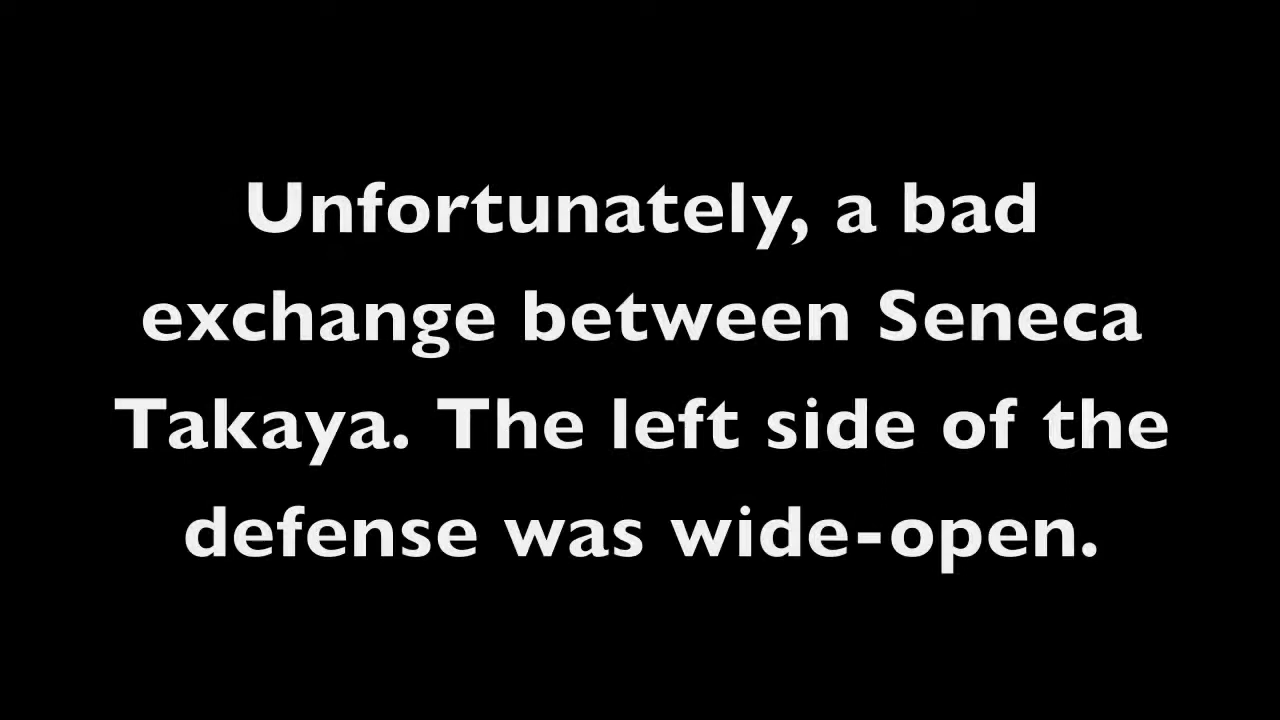 Unfortunately, a bad
exchange between Seneca
Takaya. The left side of the
defense was wide-open.